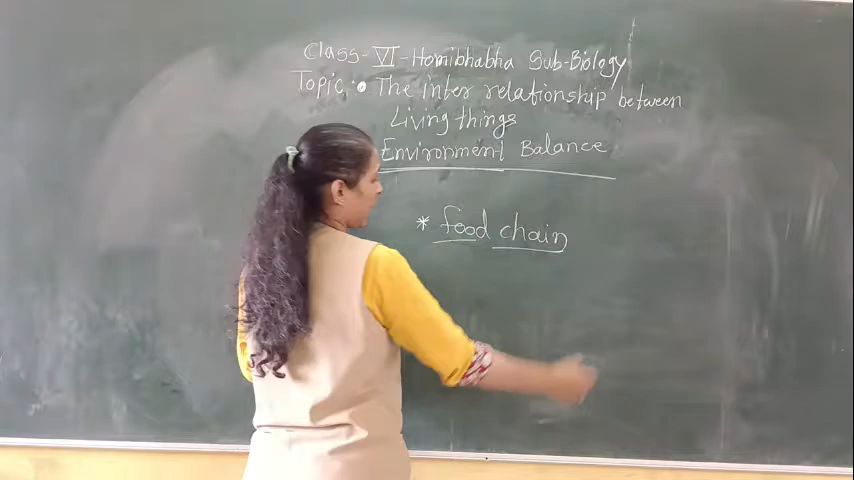 Class-VI-Homibhabha Sub-Biology
Topic:• The inter relationship between
Living things
Environment Balance
* food chain